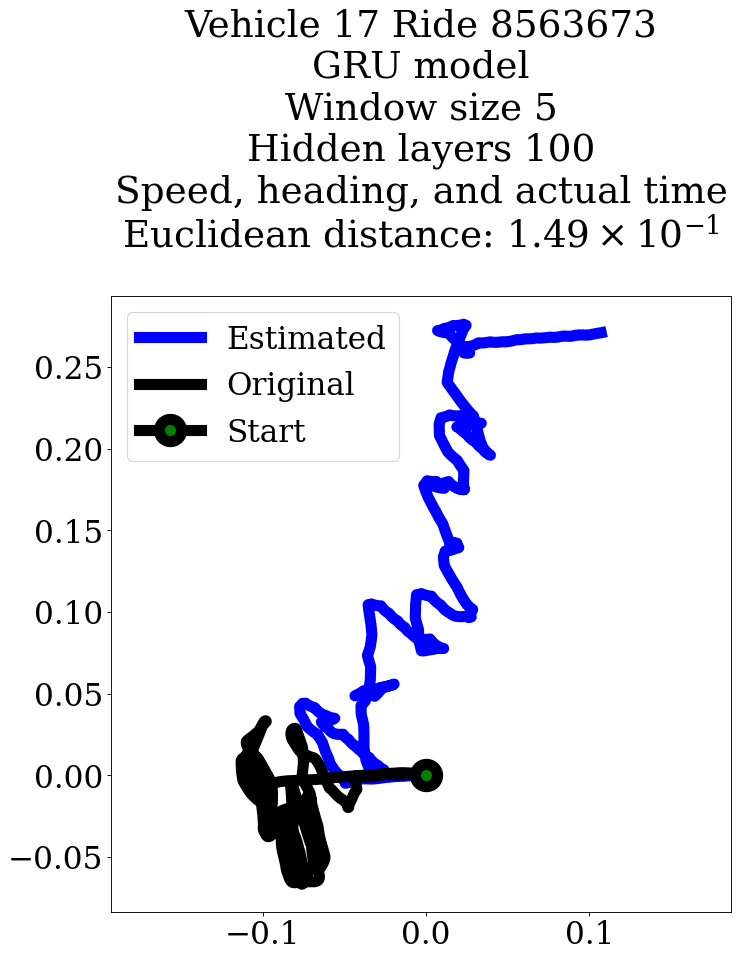 Vehicle 17 Ride 8563673
GRU model
Window size 5
Hidden layers 100
Speed, heading, and actual time
Euclidean distance: 1.49 × 10⁻¹
Estimated
Original
Start
0.25
0.20
0.15
0.10
0.05
0.00
−0.05
−0.1
0.0
0.1